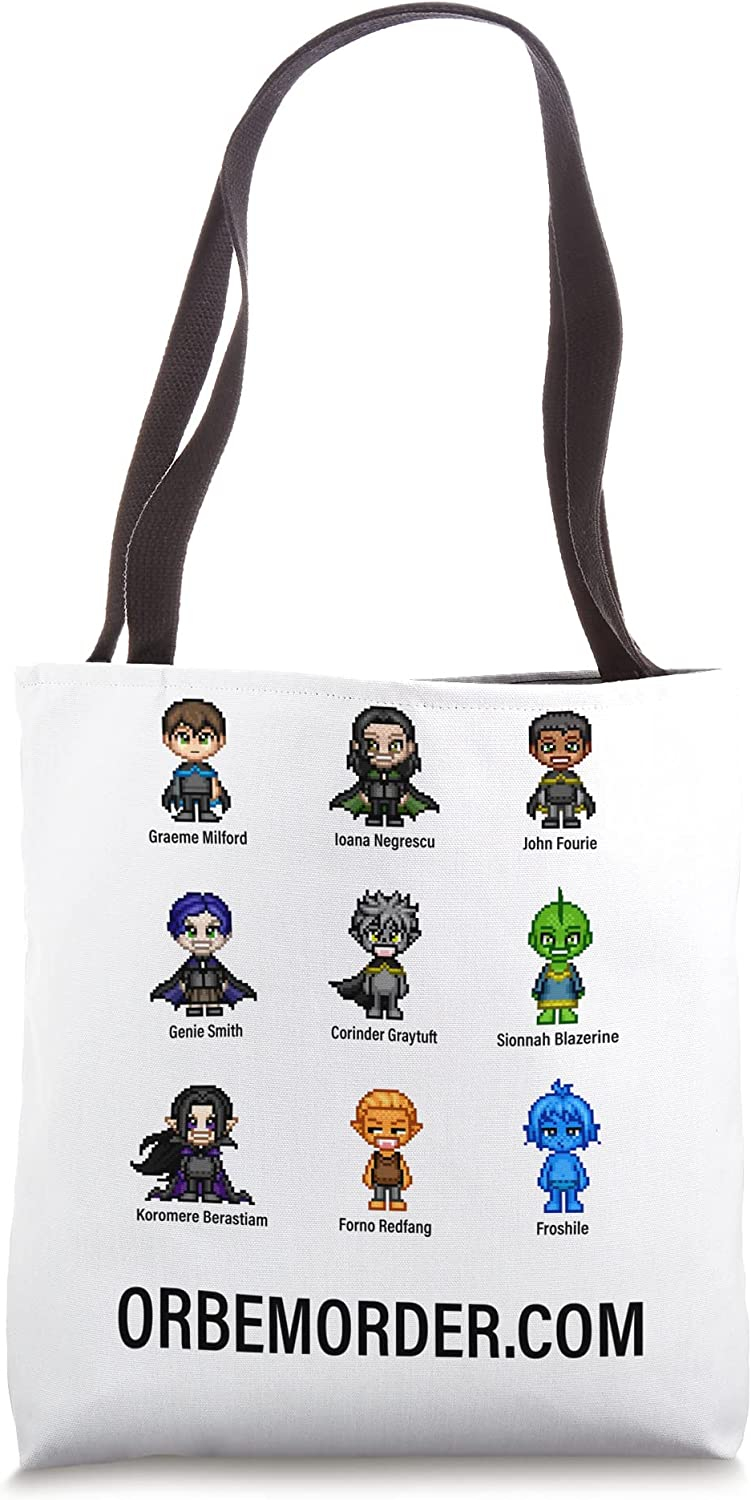 Graeme Milford
Ioana Negrescu
John Fourie
Genie Smith
Corinder Graytuft
Sionnah Blazerine
Koromere Berastiam
Forno Redfang
Froshile
ORBEMORDER.COM